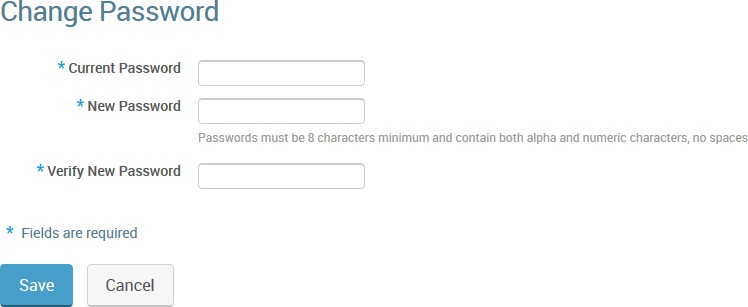 Change Password
* Current Password
* New Password
Passwords must be 8 characters minimum and contain both alpha and numeric characters, no spaces
* Verify New Password
* Fields are required
Save Cancel